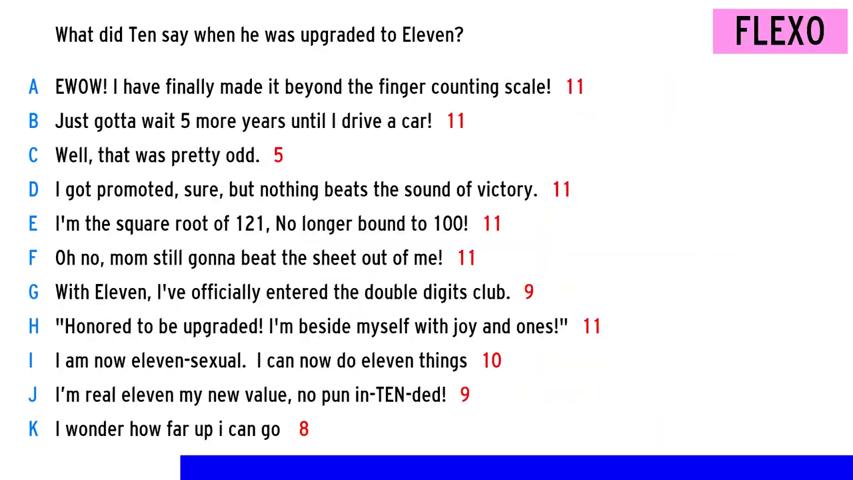 What did Ten say when he was upgraded to Eleven?
FLEXO
A EWOW! I have finally made it beyond the finger counting scale! 11
B Just gotta wait 5 more years until I drive a car! 11
C Well, that was pretty odd. 5
D I got promoted, sure, but nothing beats the sound of victory. 11
E I'm the square root of 121, No longer bound to 100! 11
F Oh no, mom still gonna beat the sheet out of me! 11
G With Eleven, I've officially entered the double digits club. 9
H "Honored to be upgraded! I'm beside myself with joy and ones!" 11
I I am now eleven-sexual. I can now do eleven things 10
J I’m real eleven my new value, no pun in-TEN-ded! 9
K I wonder how far up i can go 8